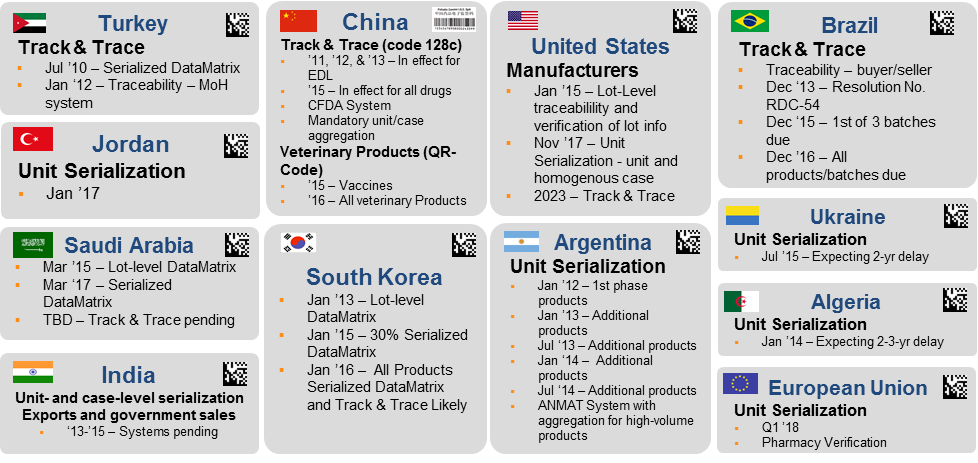 Turkey
Track & Trace
Jul ’10 – Serialized DataMatrix
Jan ’12 – Traceability – MoH
system
Jordan
Unit Serialization
Jan ’17
Saudi Arabia
Mar ’15 – Lot-level DataMatrix
Mar ’17 – Serialized
DataMatrix
TBD – Track & Trace pending
India
Unit- and case-level serialization
Exports and government sales
‘13-’15 – Systems pending
China
Track & Trace (code 128c)
’11, ’12, & ’13 – In effect for
EDL
’15 – In effect for all drugs
CFDA System
Mandatory unit/case
aggregation
Veterinary Products (QR-
Code)
’15 – Vaccines
’16 – All veterinary Products
South Korea
Jan ’13 – Lot-level
DataMatrix
Jan ’15 – 30% Serialized
DataMatrix
Jan ’16 – All Products
Serialized DataMatrix
and Track & Trace Likely
United States
Manufacturers
Jan ’15 – Lot-Level
traceabilility and
verification of lot info
Nov ’17 – Unit
Serialization - unit and
homogenous case
2023 – Track & Trace
Argentina
Unit Serialization
Jan ’12 – 1st phase
products
Jan ’13 – Additional
products
Jul ’13 – Additional products
Jan ’14 – Additional
products
Jul ‘14 – Additional products
ANMAT System with
aggregation for high-volume
products
Brazil
Track & Trace
Traceability – buyer/seller
Dec ’13 – Resolution No.
RDC-54
Dec ’15 – 1st of 3 batches
due
Dec ’16 – All
products/batches due
Ukraine
Unit Serialization
Jul ’15 – Expecting 2-yr delay
Algeria
Unit Serialization
Jan ’14 – Expecting 2-3-yr delay
European Union
Unit Serialization
Q1 ’18
Pharmacy Verification